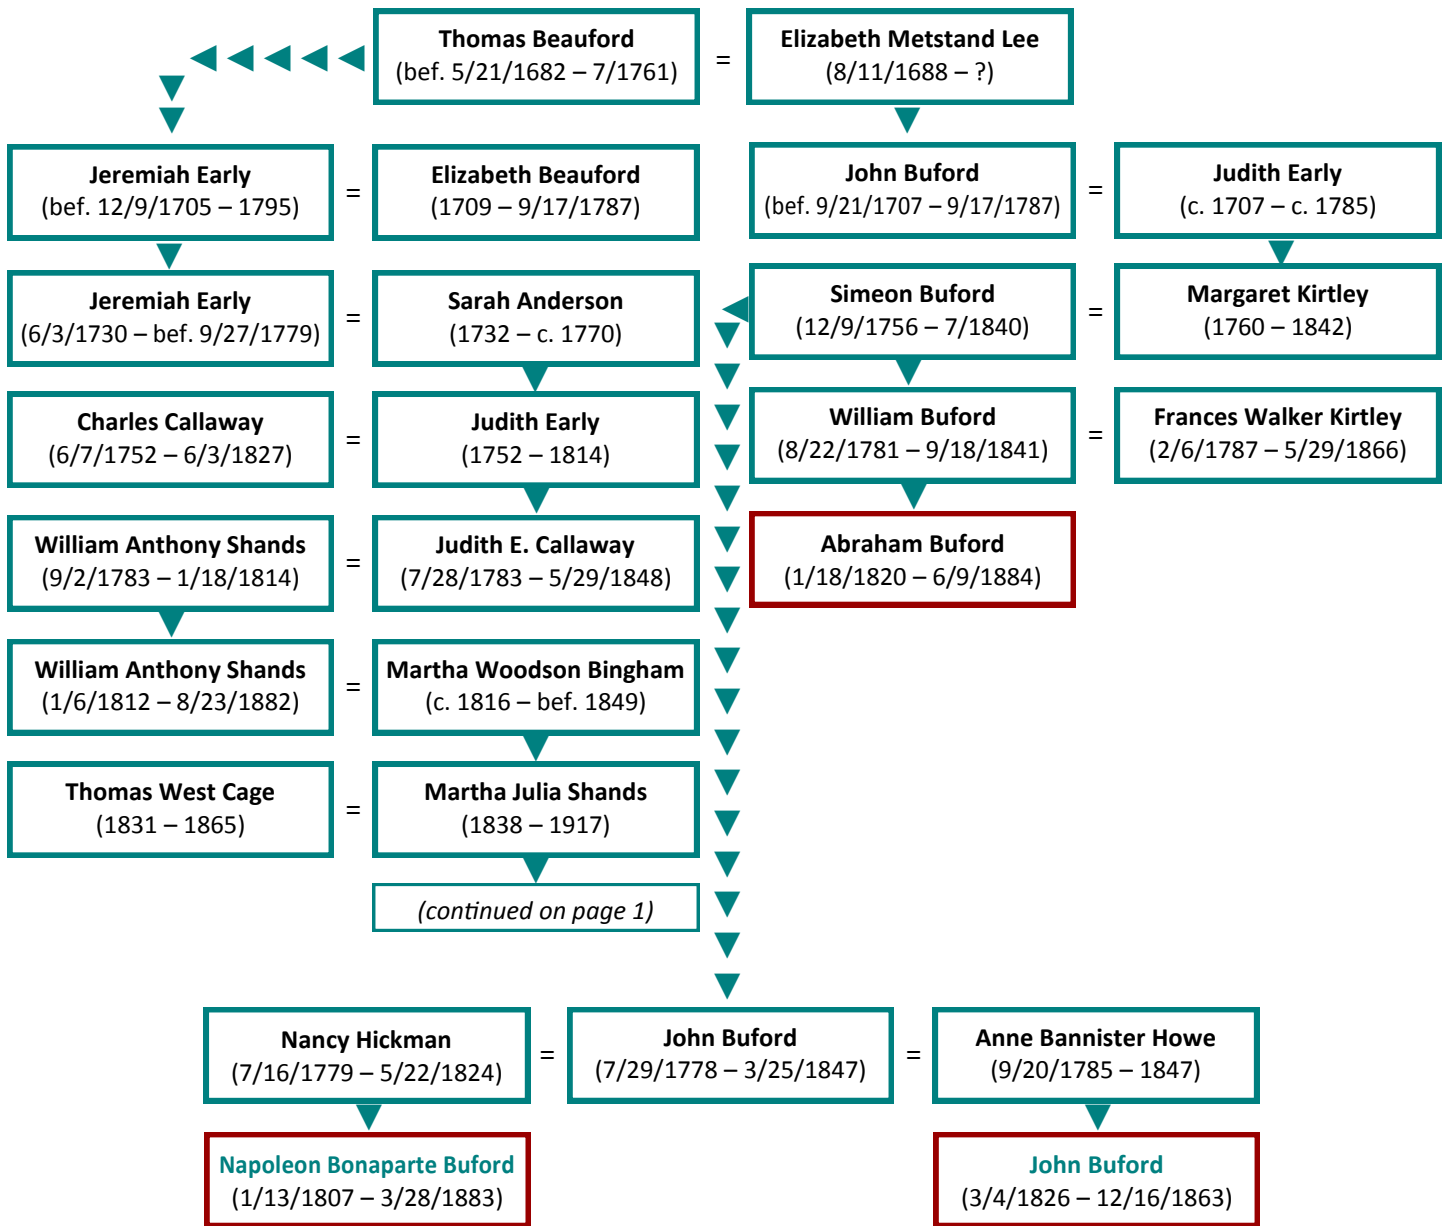 Thomas Beauford
(bef. 5/21/1682 – 7/1761)
=
Elizabeth Metstand Lee
(8/11/1688 – ?)
Jeremiah Early
(bef. 12/9/1705 – 1795)
=
Elizabeth Beauford
(1709 – 9/17/1787)
John Buford
(bef. 9/21/1707 – 9/17/1787)
=
Judith Early
(c. 1707 – c. 1785)
Jeremiah Early
(6/3/1730 – bef. 9/27/1779)
=
Sarah Anderson
(1732 – c. 1770)
Simeon Buford
(12/9/1756 – 7/1840)
=
Margaret Kirtley
(1760 – 1842)
Charles Callaway
(6/7/1752 – 6/3/1827)
=
Judith Early
(1752 – 1814)
William Buford
(8/22/1781 – 9/18/1841)
=
Frances Walker Kirtley
(2/6/1787 – 5/29/1866)
William Anthony Shands
(9/2/1783 – 1/18/1814)
=
Judith E. Callaway
(7/28/1783 – 5/29/1848)
Abraham Buford
(1/18/1820 – 6/9/1884)
William Anthony Shands
(1/6/1812 – 8/23/1882)
=
Martha Woodson Bingham
(c. 1816 – bef. 1849)
Thomas West Cage
(1831 – 1865)
=
Martha Julia Shands
(1838 – 1917)
(continued on page 1)
Nancy Hickman
(7/16/1779 – 5/22/1824)
=
John Buford
(7/29/1778 – 3/25/1847)
=
Anne Bannister Howe
(9/20/1785 – 1847)
Napoleon Bonaparte Buford
(1/13/1807 – 3/28/1883)
John Buford
(3/4/1826 – 12/16/1863)